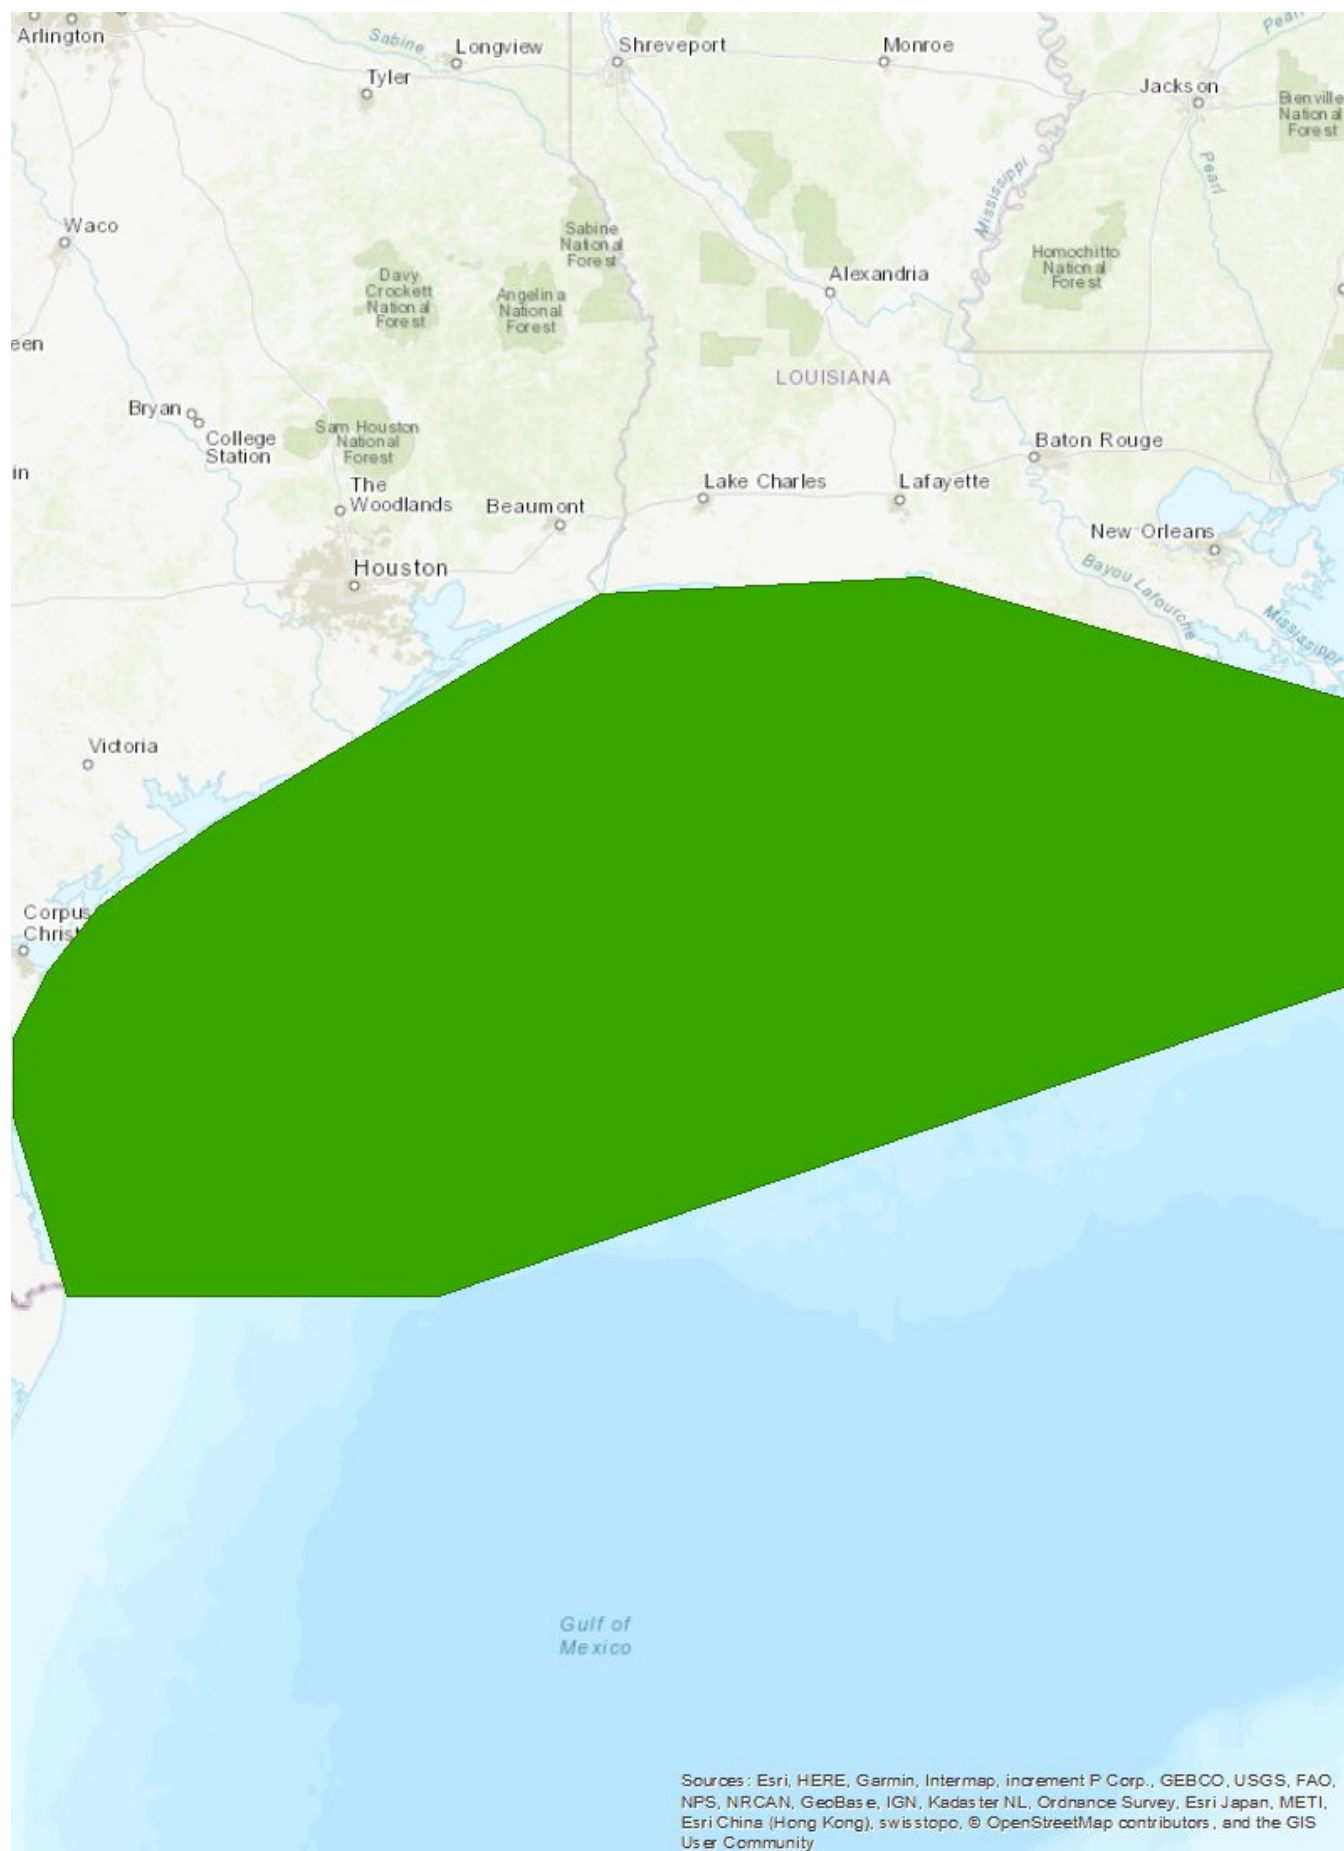 Arlington
Sabine
Longview
Shreveport
Monroe
Tyler
Jackson
Bienville
National
Forest
Mississippi
Pearl
Waco
Sabine
National
Forest
Homochitto
National
Forest
Davy
Crockett
National
Forest
Angelina
National
Forest
Alexandria
een
LOUISIANA
Bryan
College
Station
Sam Houston
National
Forest
Baton Rouge
in
The
Woodlands
Beaumont
Lake Charles
Lafayette
New Orleans
Houston
Bayou Lafourche
Mississippi
Victoria
Corpus
Christ
Gulf of
Mexico
Sources: Esri, HERE, Garmin, Intermap, increment P Corp., GEBCO, USGS, FAO,
NPS, NRCAN, GeoBase, IGN, Kadaster NL, Ordnance Survey, Esri Japan, METI,
Esri China (Hong Kong), swisstopo, © OpenStreetMap contributors, and the GIS
User Community